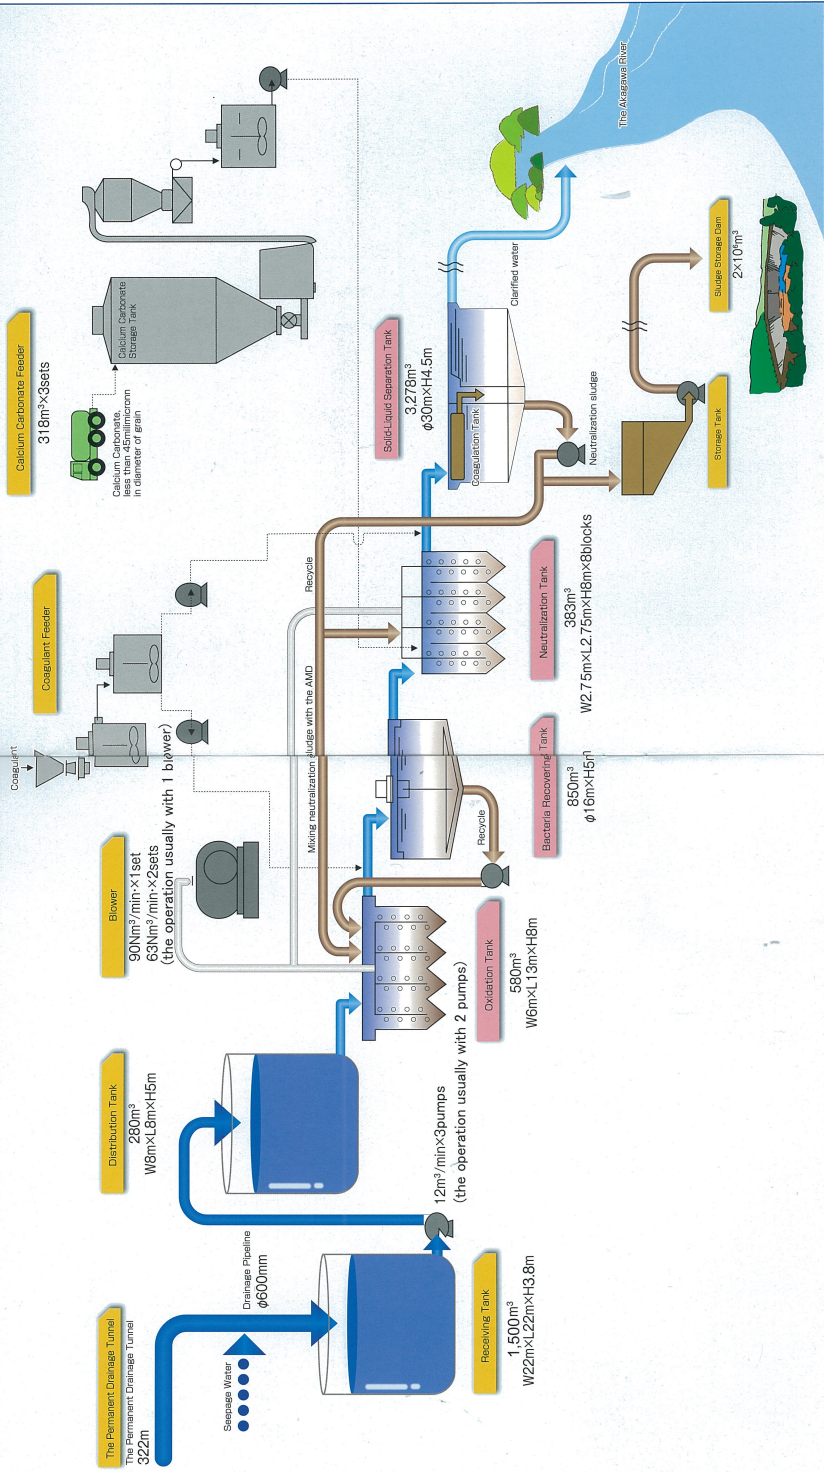 The Permanent Drainage Tunnel
The Permanent Drainage Tunnel
322m
Seepage Water
Drainage Pipeline
φ600mm
Receiving Tank
1,500m³
W22m×L22m×H3.8m
12m³/min×3pumps
(the operation usually with 2 pumps)
Distribution Tank
280m³
W8m×L8m×H5m
Blower
90Nm³/min·×1set
63Nm³/min·×2sets
(the operation usually with 1 blower)
Oxidation Tank
580m³
W6m×L13m×H8m
Coagulant
Coagulant Feeder
Mixing neutralization sludge with the AMD
Recycle
Recycle
Bacteria Recovering Tank
850m³
φ16m×H5m
Neutralization Tank
383m³
W2.75m×L2.75m×H8m×8blocks
Calcium Carbonate Feeder
318m³×3sets
Calcium Carbonate,
less than 45millimicronn
in diameter of grain
Calcium Carbonate
Storage Tank
Solid-Liquid Separation Tank
3,278m³
φ30m×H4.5m
Coagulation Tank
Clarified water
Neutralization sludge
Storage Tank
Sludge Storage Dam
2×10⁶m³
The Akagawa River